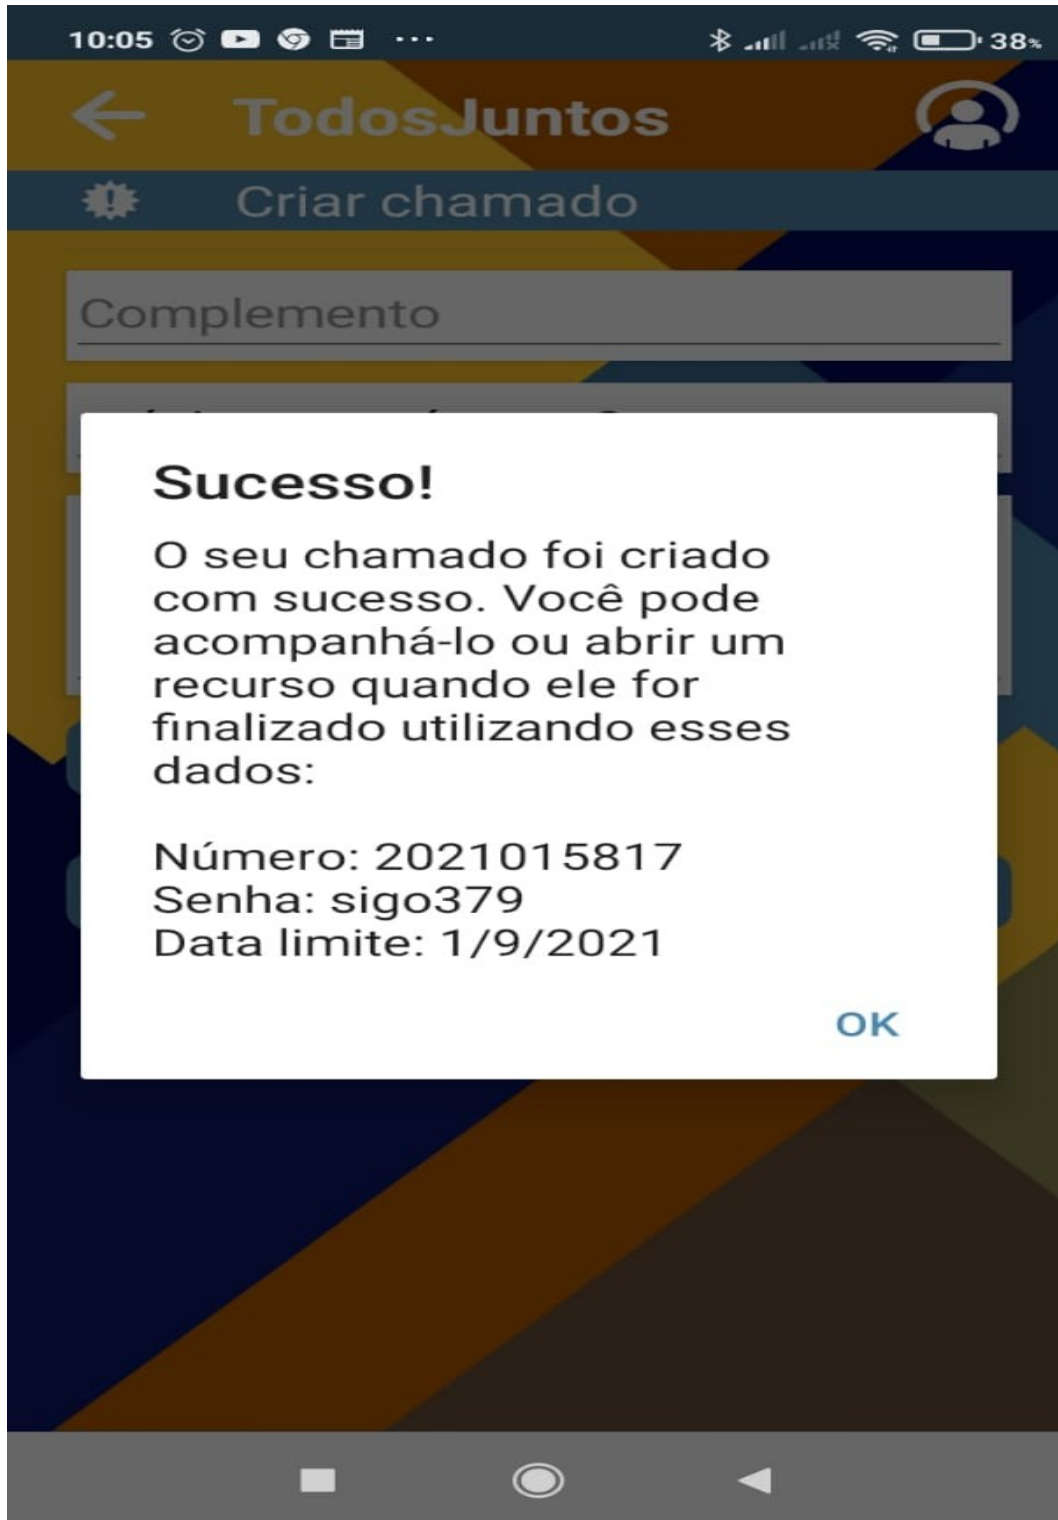 10:05 ... 38%
TodosJuntos
Criar chamado
Complemento
Sucesso!
O seu chamado foi criado
com sucesso. Você pode
acompanhá-lo ou abrir um
recurso quando ele for
finalizado utilizando esses
dados:
Número: 2021015817
Senha: sigo379
Data limite: 1/9/2021
OK